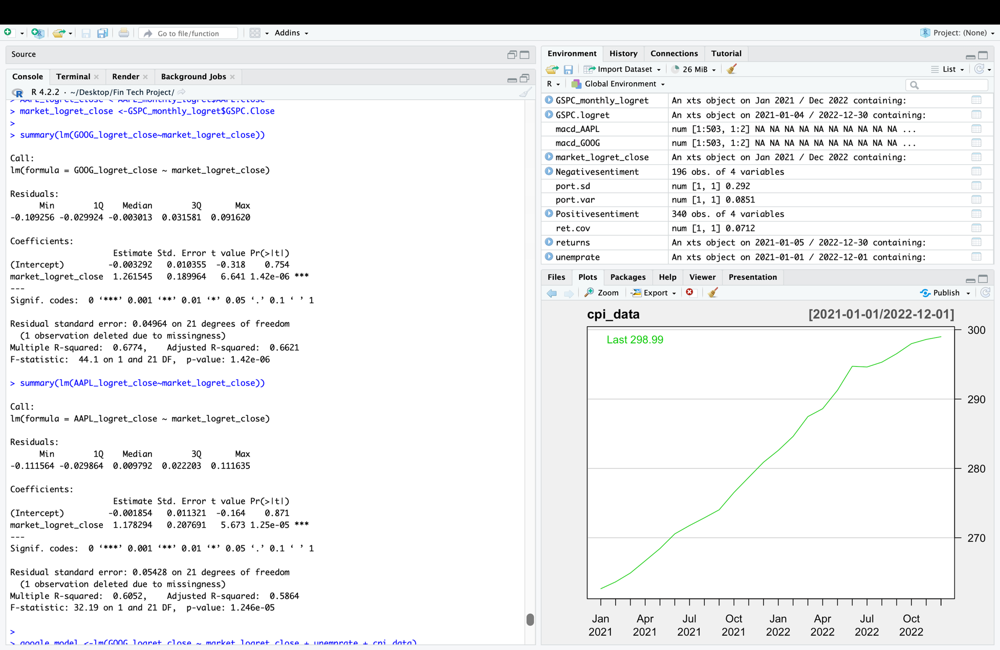 Go to file/function
Addins
Project: (None)
Source
Console Terminal Render Background Jobs
R 4.2.2 · ~/Desktop/Fin Tech Project/
> AAPL_logret_close <-AAPL_monthly_logret$AAPL.Close
> market_logret_close <-GSPC_monthly_logret$GSPC.Close
>
> summary(lm(GOOG_logret_close~market_logret_close))
Call:
lm(formula = GOOG_logret_close ~ market_logret_close)
Residuals:
Min 1Q Median 3Q Max
-0.109256 -0.029924 -0.003013 0.031581 0.091620
Coefficients:
Estimate Std. Error t value Pr(>|t|)
(Intercept) -0.003292 0.010355 -0.318 0.754
market_logret_close 1.261545 0.189964 6.641 1.42e-06 ***
---
Signif. codes: 0 ‘***’ 0.001 ‘**’ 0.01 ‘*’ 0.05 ‘.’ 0.1 ‘ ’ 1
Residual standard error: 0.04964 on 21 degrees of freedom
(1 observation deleted due to missingness)
Multiple R-squared: 0.6774, Adjusted R-squared: 0.6621
F-statistic: 44.1 on 1 and 21 DF, p-value: 1.42e-06
> summary(lm(AAPL_logret_close~market_logret_close))
Call:
lm(formula = AAPL_logret_close ~ market_logret_close)
Residuals:
Min 1Q Median 3Q Max
-0.111564 -0.029864 0.009792 0.022203 0.111635
Coefficients:
Estimate Std. Error t value Pr(>|t|)
(Intercept) -0.001854 0.011321 -0.164 0.871
market_logret_close 1.178294 0.207691 5.673 1.25e-05 ***
---
Signif. codes: 0 ‘***’ 0.001 ‘**’ 0.01 ‘*’ 0.05 ‘.’ 0.1 ‘ ’ 1
Residual standard error: 0.05428 on 21 degrees of freedom
(1 observation deleted due to missingness)
Multiple R-squared: 0.6052, Adjusted R-squared: 0.5864
F-statistic: 32.19 on 1 and 21 DF, p-value: 1.246e-05
>
> google_model <-lm(GOOG_logret_close ~ market_logret_close + unemprate + cpi_data)
Environment History Connections Tutorial
Import Dataset 26 MiB List
R Global Environment
GSPC_monthly_logret An xts object on Jan 2021 / Dec 2022 containing:
GSPC.logret An xts object on 2021-01-04 / 2022-12-30 containing:
macd_AAPL num [1:503, 1:2] NA NA NA NA NA NA NA NA NA NA ...
macd_GOOG num [1:503, 1:2] NA NA NA NA NA NA NA NA NA NA ...
market_logret_close An xts object on Jan 2021 / Dec 2022 containing:
Negativesentiment 196 obs. of 4 variables
port.sd num [1, 1] 0.292
port.var num [1, 1] 0.0851
Positivesentiment 340 obs. of 4 variables
ret.cov num [1, 1] 0.0712
returns An xts object on 2021-01-05 / 2022-12-30 containing:
unemprate An xts object on 2021-01-01 / 2022-12-01 containing:
Files Plots Packages Help Viewer Presentation
Zoom Export Publish
cpi_data [2021-01-01/2022-12-01]
Last 298.99
300
290
280
270
Jan Apr Jul Oct Jan Apr Jul Oct
2021 2021 2021 2021 2022 2022 2022 2022